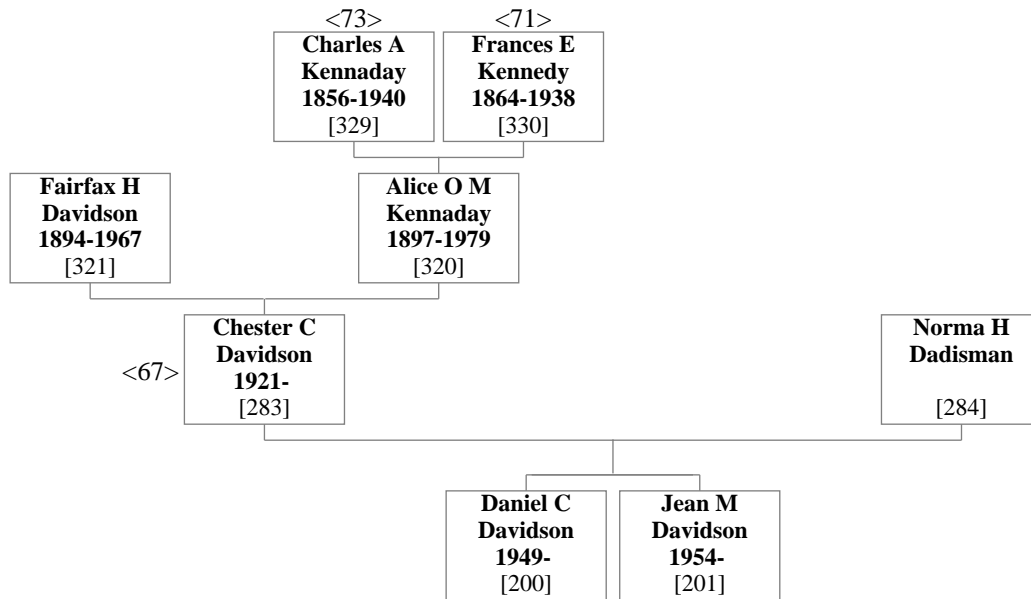 <73>
Charles A
Kennaday
1856-1940
[329]
<71>
Frances E
Kennedy
1864-1938
[330]
Fairfax H
Davidson
1894-1967
[321]
Alice O M
Kennaday
1897-1979
[320]
<67>
Chester C
Davidson
1921-
[283]
Norma H
Dadisman
[284]
Daniel C
Davidson
1949-
[200]
Jean M
Davidson
1954-
[201]